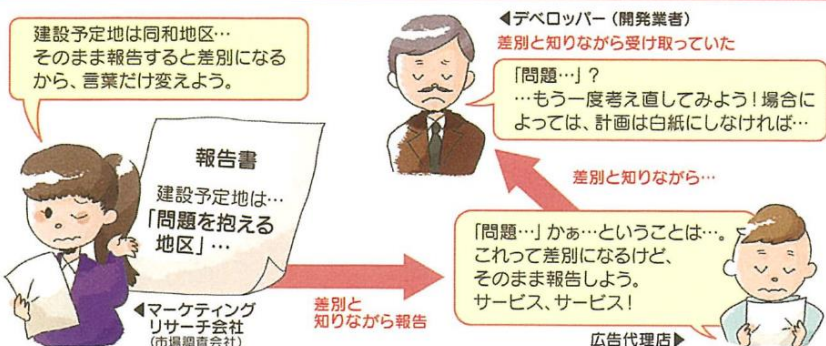 建設予定地は同和地区…
そのまま報告すると差別になる
から、言葉だけ変えよう。
報告書
建設予定地は…
「問題を抱える
地区」…
◀マーケティング
リサーチ会社
(市場調査会社)
差別と
知りながら報告
「問題…」かぁ…ということは…。
これって差別になるけど、
そのまま報告しよう。
サービス、サービス!
広告代理店▶
差別と知りながら…
◀デベロッパー(開発業者)
差別と知りながら受け取っていた
「問題…」?
…もう一度考え直してみよう!場合に
よっては、計画は白紙にしなければ…